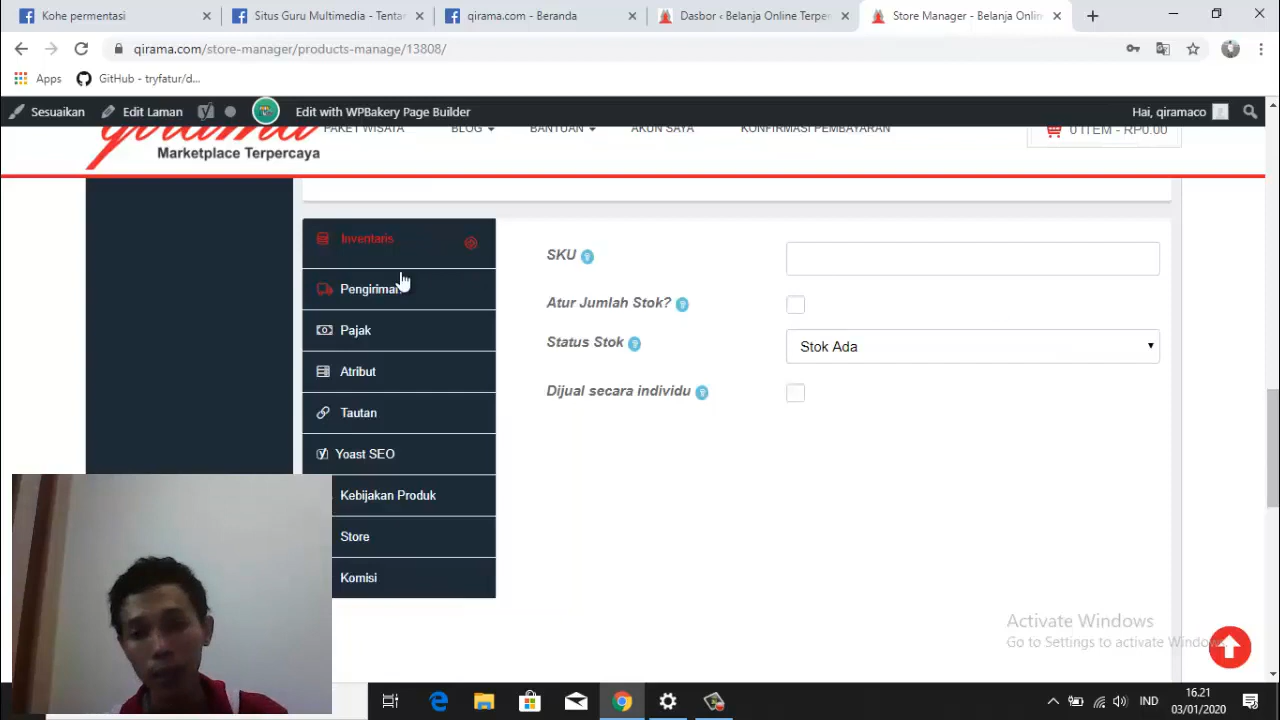 Kohe permentasi
Situs Guru Multimedia - Tenta
qirama.com - Beranda
Dasbor ‹ Belanja Online Terper
Store Manager - Belanja Onlin
qirama.com/store-manager/products-manage/13808/
Apps
GitHub - tryfatur/d...
Sesuaikan
Edit Laman
Edit with WPBakery Page Builder
Hai, qiramaco
qirama
PAKET WISATA
BLOG
BANTUAN
AKUN SAYA
KONFIRMASI PEMBAYARAN
0 ITEM - RP0.00
Marketplace Terpercaya
Inventaris
Pengiriman
Pajak
Atribut
Tautan
Yoast SEO
Kebijakan Produk
Store
Komisi
SKU
Atur Jumlah Stok?
Status Stok
Stok Ada
Dijual secara individu
Activate Windows
Go to Settings to activate Windows.
IND
16.21
03/01/2020